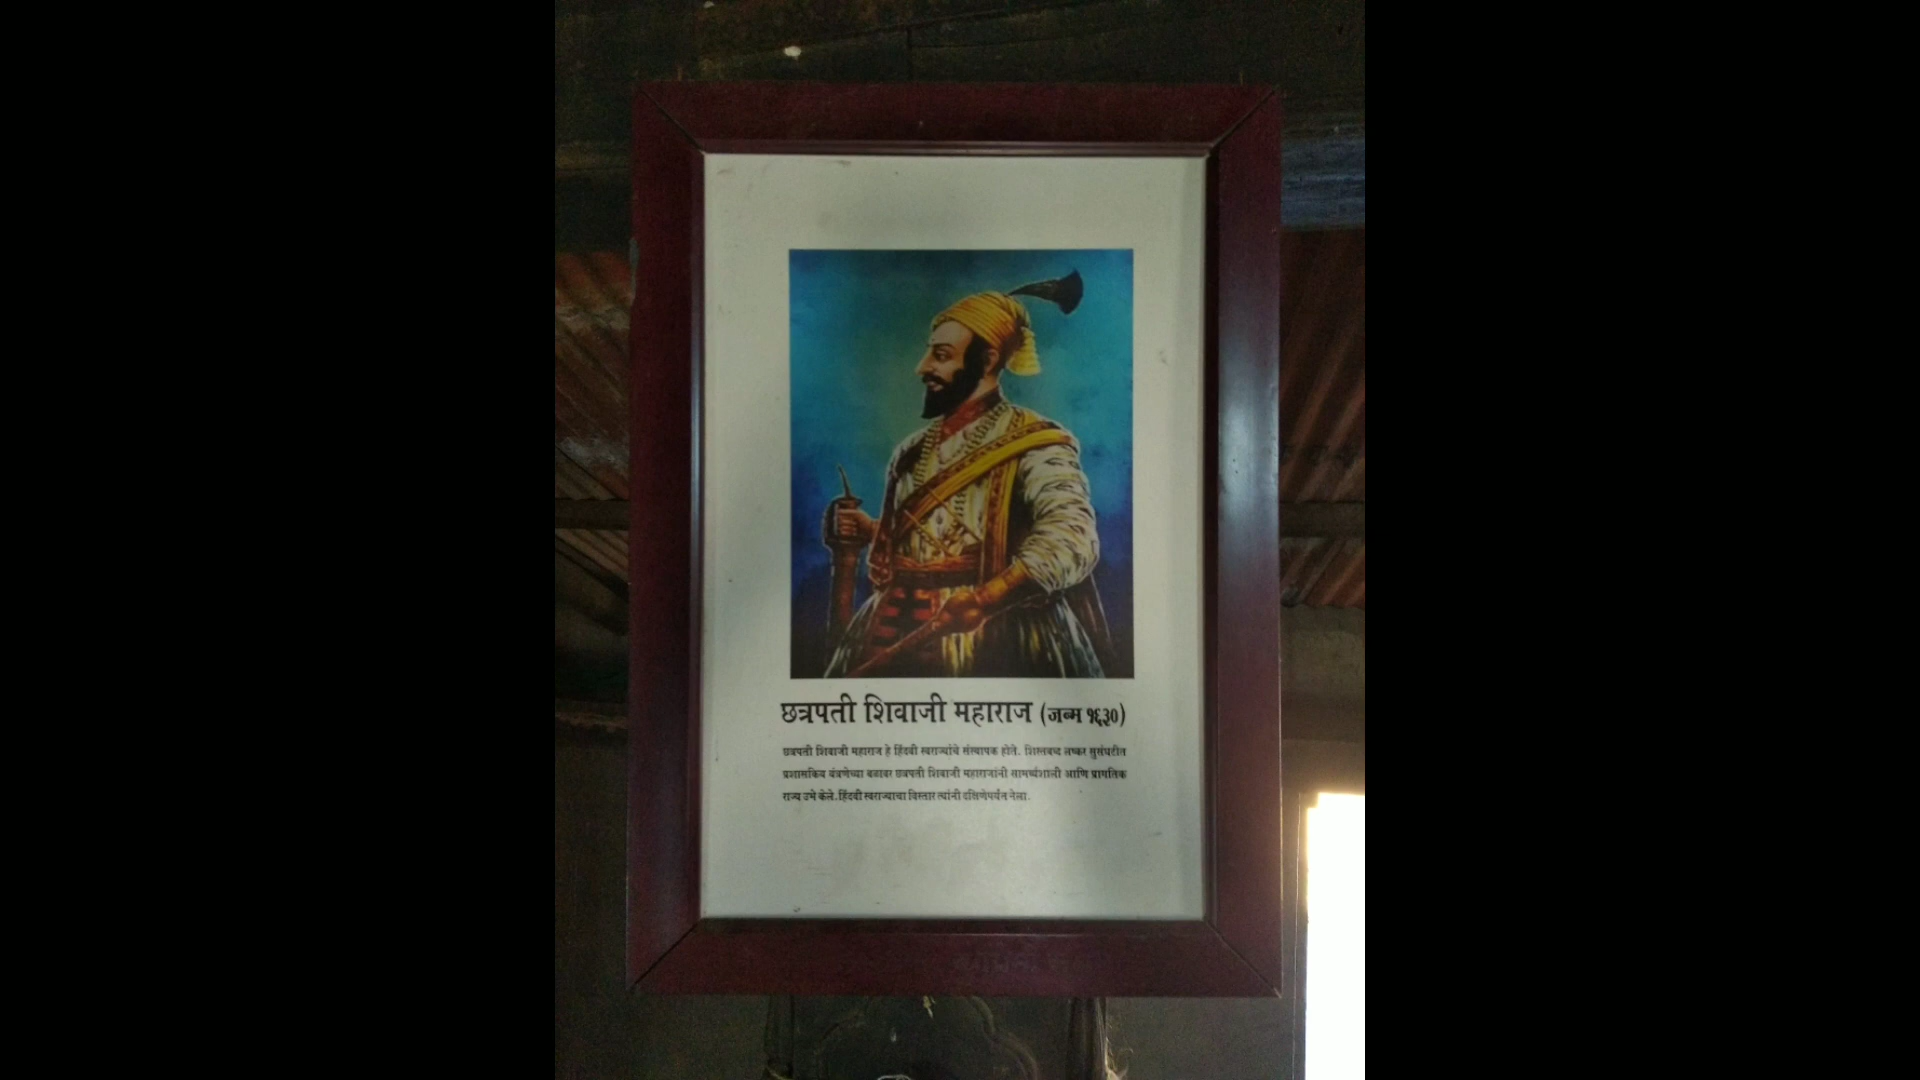 छत्रपती शिवाजी महाराज (जन्म १६३०)
छत्रपती शिवाजी महाराज हे हिंदवी स्वराज्यांचे संस्थापक होते. शिस्तबध्द लष्कर सुसंघटीत
प्रशासकिय यंत्रणेच्या बळावर छत्रपती शिवाजी महाराजांनी सामर्थ्यशाली आणि प्रागतिक
राज्य उभे केले. हिंदवी स्वराज्याचा विस्तार त्यांनी दक्षिणेपर्यंत नेला.